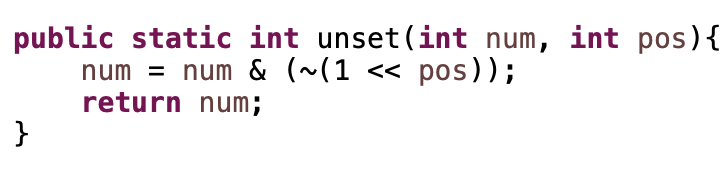 public static int unset(int num, int pos){
    num = num & (~(1 << pos));
    return num;
}